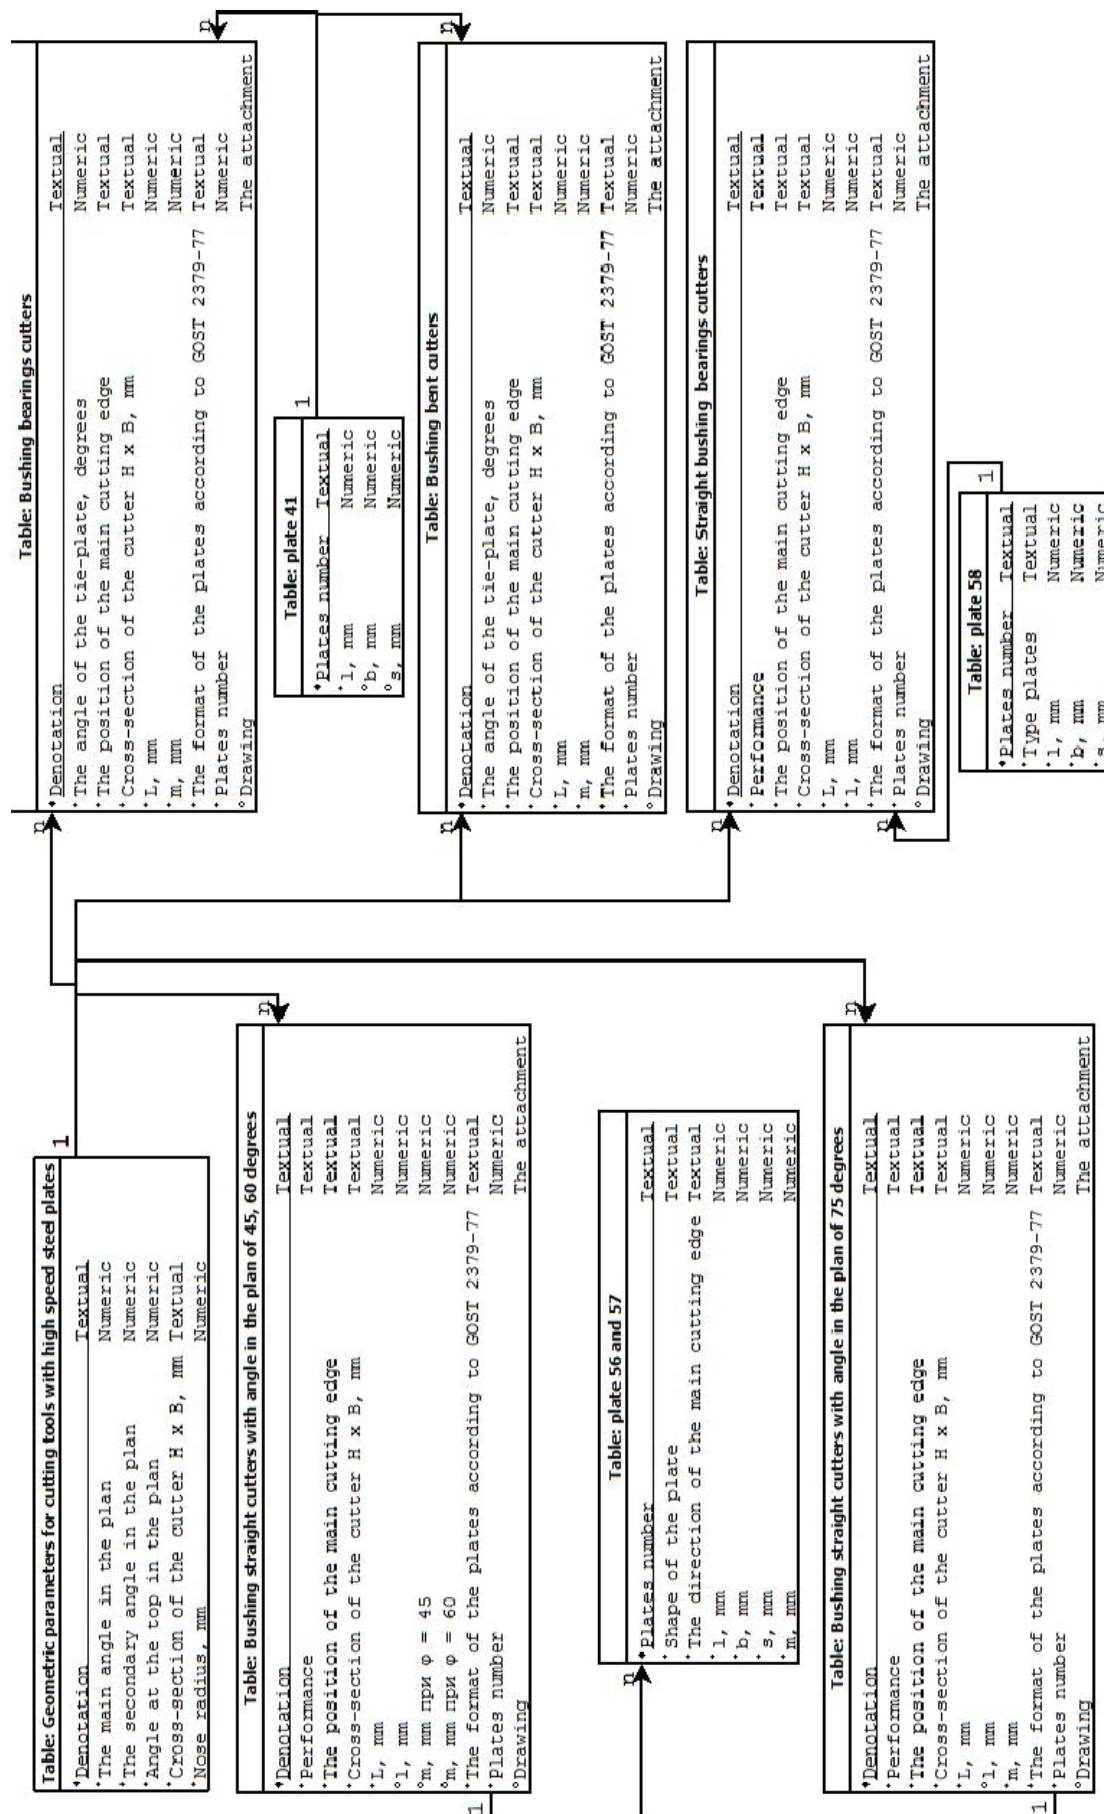 Table: Geometric parameters for cutting tools with high speed steel plates
Denotation Textual
The main angle in the plan Numeric
The secondary angle in the plan Numeric
Angle at the top in the plan Numeric
Cross-section of the cutter H x B, mm Textual
Nose radius, mm Numeric
1
n
Table: Bushing straight cutters with angle in the plan of 45, 60 degrees
Denotation Textual
Performance Textual
The position of the main cutting edge Textual
Cross-section of the cutter H x B, mm Textual
L, mm Numeric
l, mm Numeric
m, mm при φ = 45 Numeric
m, mm при φ = 60 Numeric
The format of the plates according to GOST 2379-77 Textual
Plates number Numeric
Drawing The attachment
1
n
Table: plate 56 and 57
Plates number Textual
Shape of the plate Textual
The direction of the main cutting edge Textual
l, mm Numeric
b, mm Numeric
s, mm Numeric
m, mm Numeric
n
Table: Bushing straight cutters with angle in the plan of 75 degrees
Denotation Textual
Performance Textual
The position of the main cutting edge Textual
Cross-section of the cutter H x B, mm Textual
L, mm Numeric
l, mm Numeric
m, mm Numeric
The format of the plates according to GOST 2379-77 Textual
Plates number Numeric
Drawing The attachment
1
n
n
Table: Bushing bearings cutters
Denotation Textual
The angle of the tie-plate, degrees Numeric
The position of the main cutting edge Textual
Cross-section of the cutter H x B, mm Textual
L, mm Numeric
m, mm Numeric
The format of the plates according to GOST 2379-77 Textual
Plates number Numeric
Drawing The attachment
1
Table: plate 41
Plates number Textual
l, mm Numeric
b, mm Numeric
s, mm Numeric
n
n
Table: Bushing bent cutters
Denotation Textual
The angle of the tie-plate, degrees Numeric
The position of the main cutting edge Textual
Cross-section of the cutter H x B, mm Textual
L, mm Numeric
m, mm Numeric
The format of the plates according to GOST 2379-77 Textual
Plates number Numeric
Drawing The attachment
n
Table: Straight bushing bearings cutters
Denotation Textual
Performance Textual
The position of the main cutting edge Textual
Cross-section of the cutter H x B, mm Textual
L, mm Numeric
l, mm Numeric
The format of the plates according to GOST 2379-77 Textual
Plates number Numeric
Drawing The attachment
n
1
Table: plate 58
Plates number Textual
Type plates Textual
l, mm Numeric
b, mm Numeric
s, mm Numeric